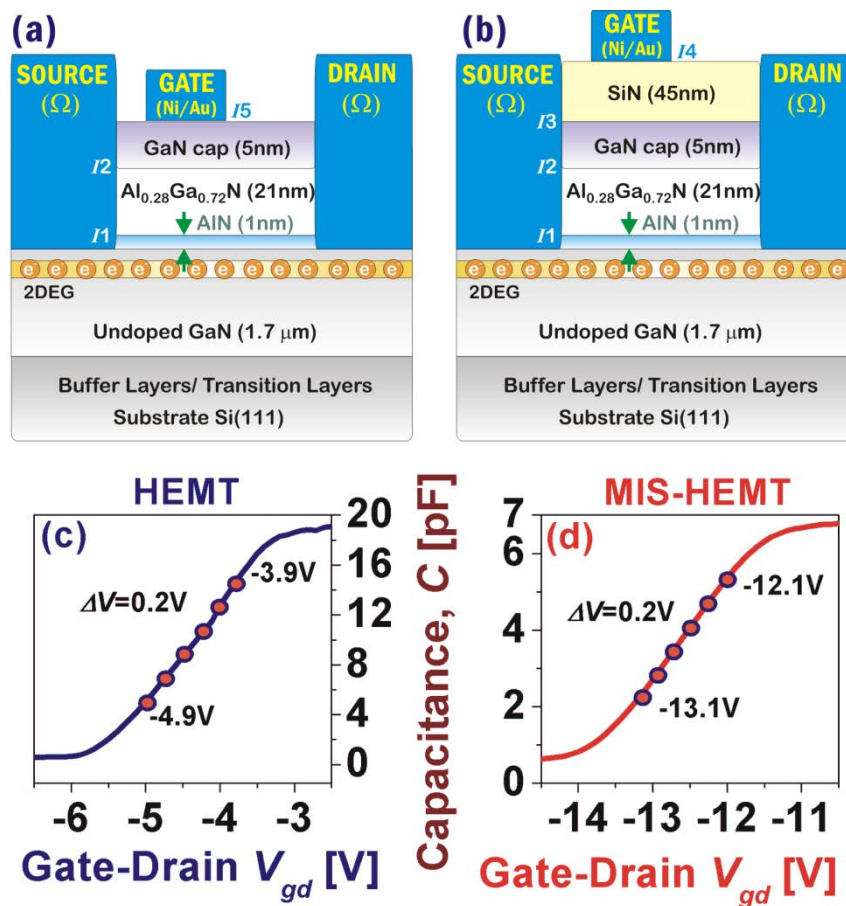 (a)
SOURCE
(Ω)
GATE
(Ni/Au)
I5
DRAIN
(Ω)
GaN cap (5nm)
I2
Al0.28Ga0.72N (21nm)
AlN (1nm)
I1
e e e e e e e e e e e e e e
2DEG
Undoped GaN (1.7 μm)
Buffer Layers/ Transition Layers
Substrate Si(111)
(b)
SOURCE
(Ω)
GATE
(Ni/Au)
I4
DRAIN
(Ω)
SiN (45nm)
I3
GaN cap (5nm)
I2
Al0.28Ga0.72N (21nm)
AlN (1nm)
I1
e e e e e e e e e e e e e e
2DEG
Undoped GaN (1.7 μm)
Buffer Layers/ Transition Layers
Substrate Si(111)
HEMT
(c)
ΔV=0.2V
-3.9V
-4.9V
20
16
12
8
4
0
-6 -5 -4 -3
Gate-Drain Vgd [V]
Capacitance, C [pF]
MIS-HEMT
(d)
ΔV=0.2V
-12.1V
-13.1V
7
6
4
2
0
-14 -13 -12 -11
Gate-Drain Vgd [V]